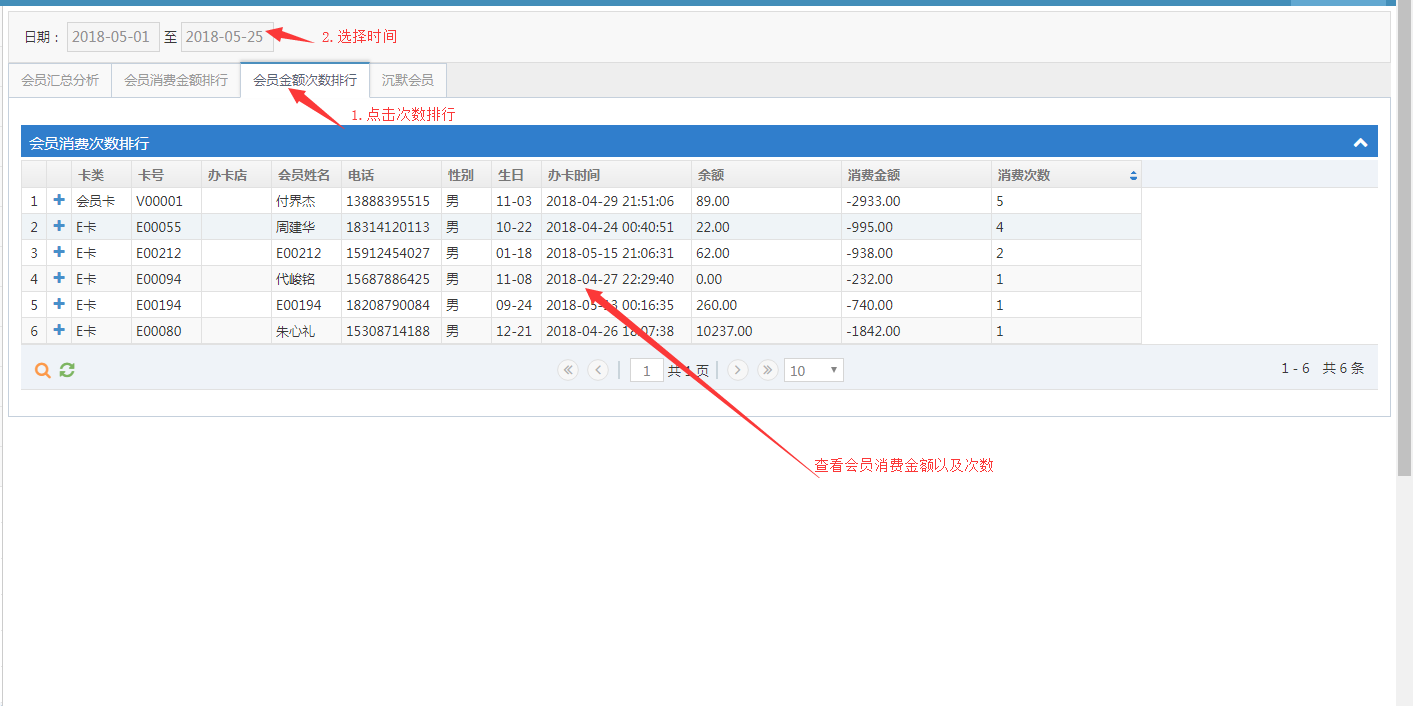 日期： 2018-05-01 至 2018-05-25 2. 选择时间
会员汇总分析 会员消费金额排行 会员金额次数排行 沉默会员
1. 点击次数排行
会员消费次数排行
卡类 卡号 办卡店 会员姓名 电话 性别 生日 办卡时间 余额 消费金额 消费次数
1 会员卡 V00001 付界杰 13888395515 男 11-03 2018-04-29 21:51:06 89.00 -2933.00 5
2 E卡 E00055 周建华 18314120113 男 10-22 2018-04-24 00:40:51 22.00 -995.00 4
3 E卡 E00212 E00212 15912454027 男 01-18 2018-05-15 21:06:31 62.00 -938.00 2
4 E卡 E00094 代峻铭 15687886425 男 11-08 2018-04-27 22:29:40 0.00 -232.00 1
5 E卡 E00194 E00194 18208790084 男 09-24 00:16:35 260.00 -740.00 1
6 E卡 E00080 朱心礼 15308714188 男 12-21 2018-04-26 18:07:38 10237.00 -1842.00 1
1 共 1 页 10 1 - 6 共 6 条
查看会员消费金额以及次数